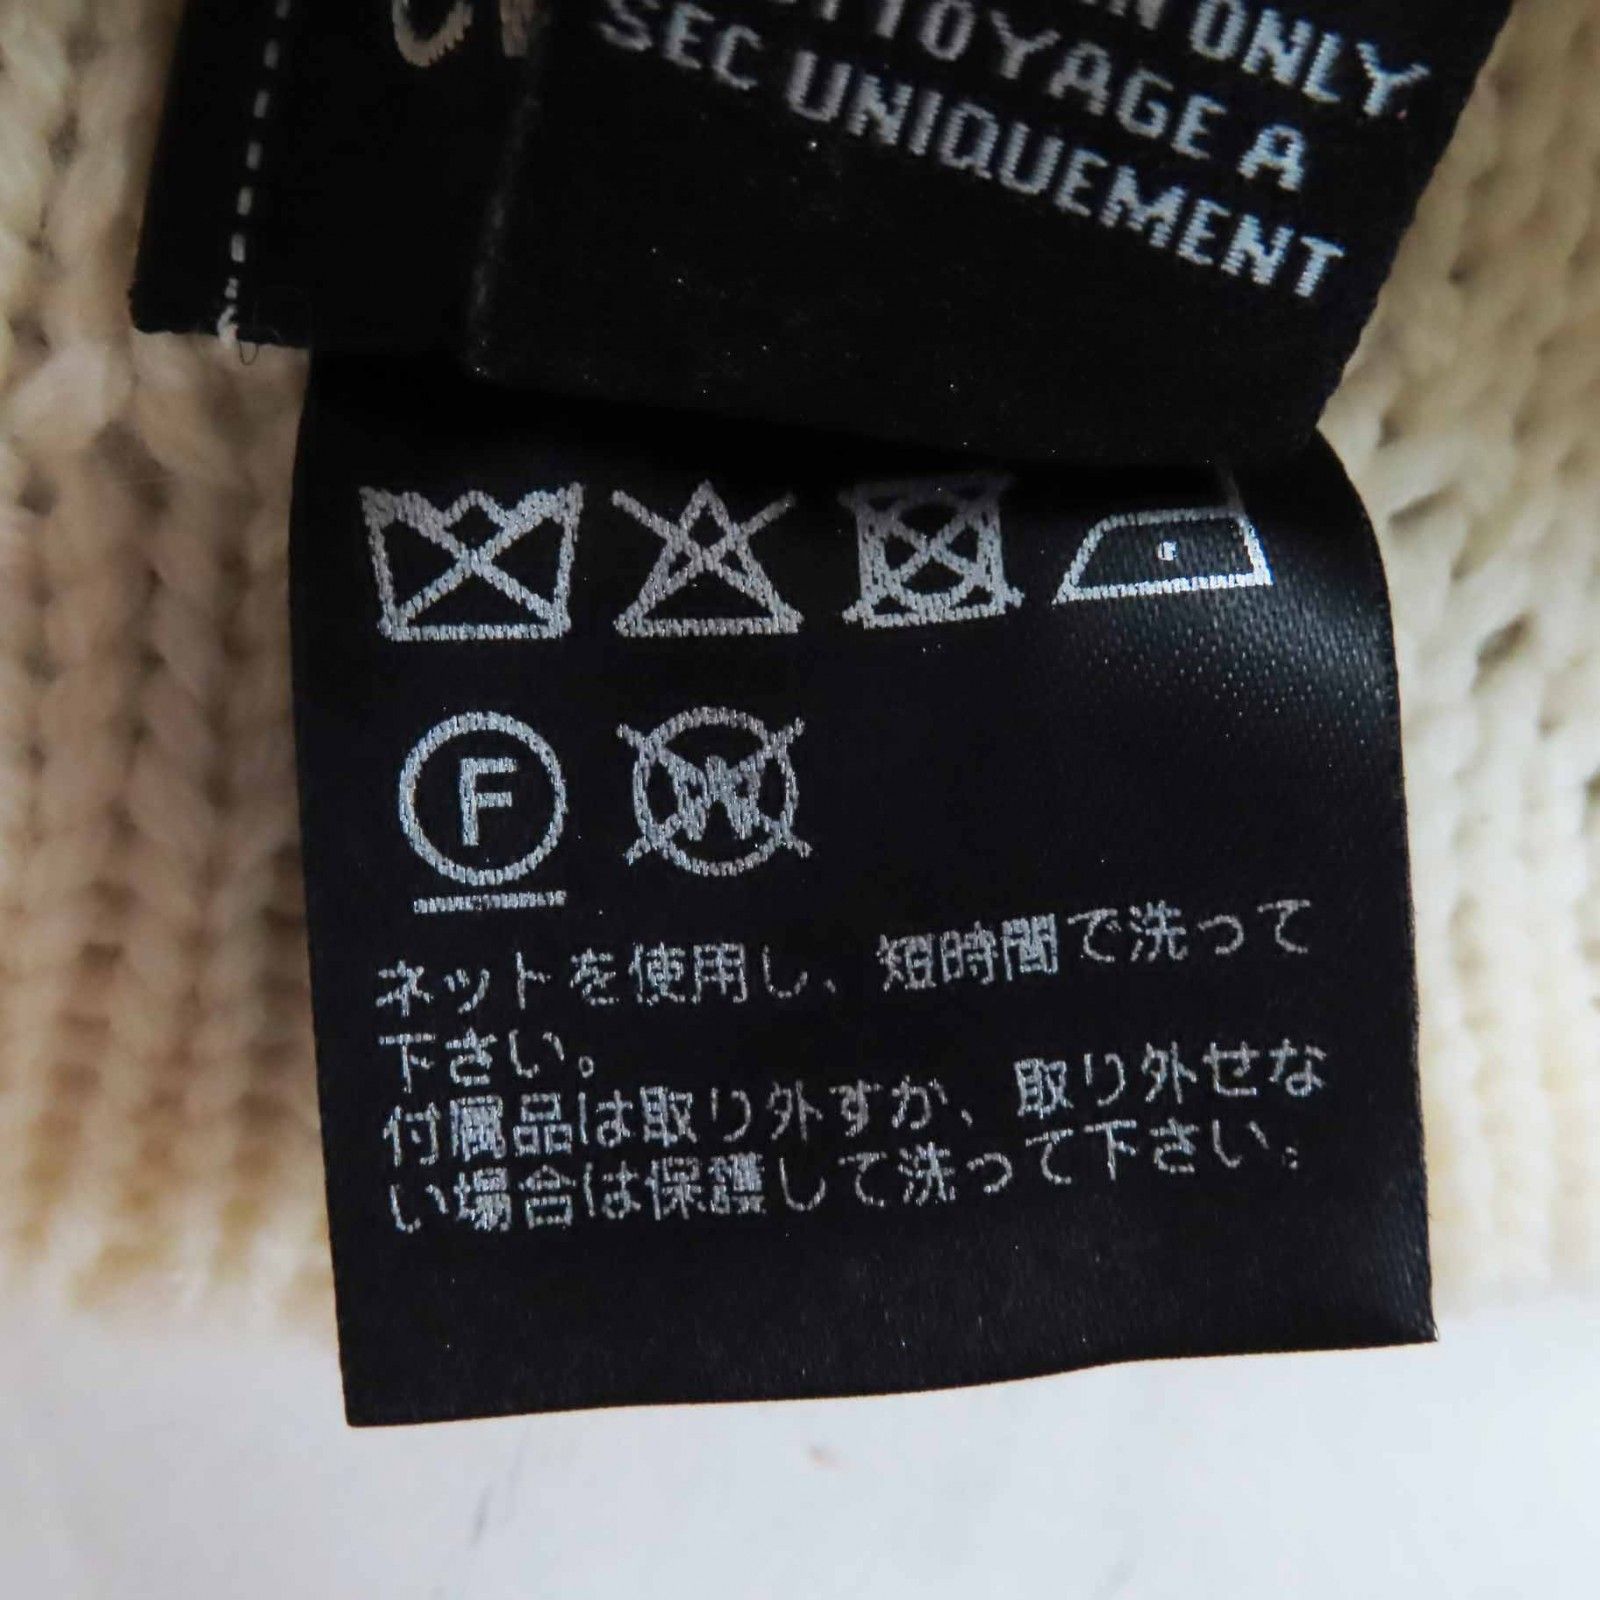 ONLY
SEC UNIQUEMENT
F
W
ネットを使用し、短時間で洗って
下さい。
付属品は取り外すか、取り外せな
い場合は保護して洗って下さい。